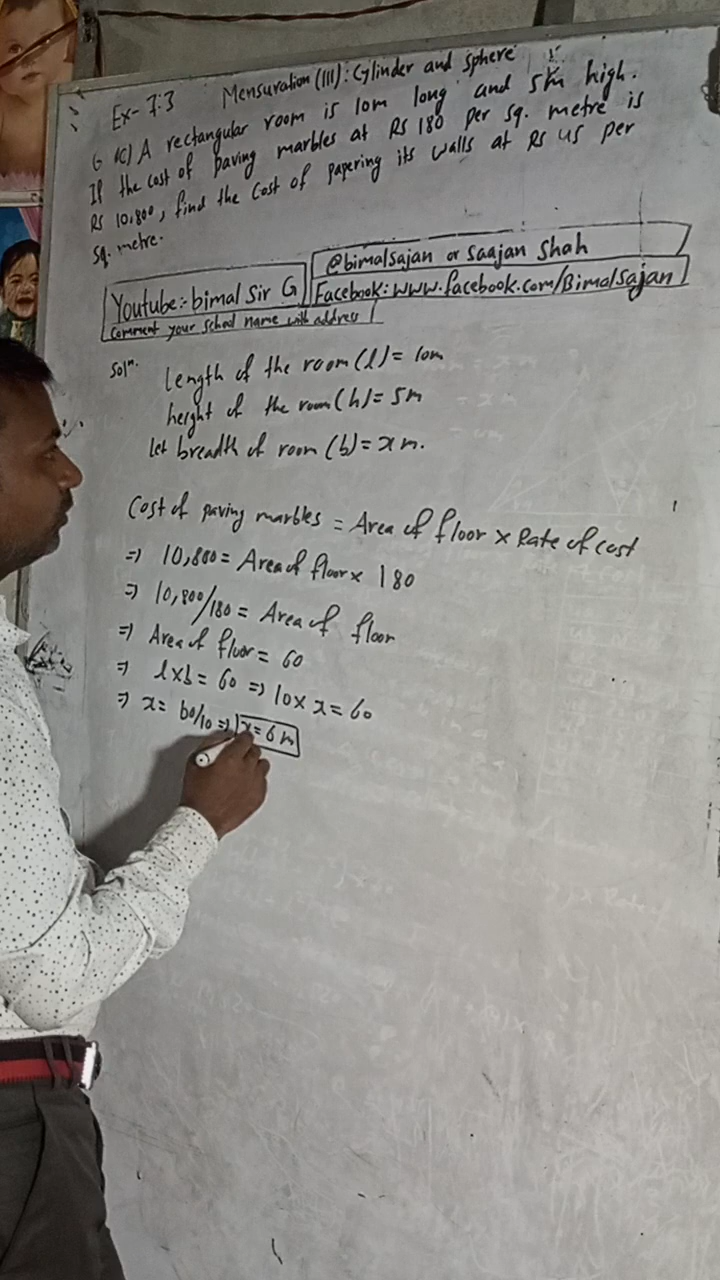 Ex- 7.3 Mensuration (III): Cylinder and sphere
6 (C) A rectangular room is 10m long and 5m high.
If the cost of paving marbles at RS 180 per sq. metre is
RS 10,800, find the cost of papering its walls at RS 45 per
sq. metre.
@bimalsajan or Saajan Shah
Youtube:- bimal Sir G Facebook: www.facebook.com/Bimalsajan
Comment your school name with address
Solⁿ.
Length of the room (l) = 10m
height of the room (h) = 5m
let breadth of room (b) = x m.
Cost of paving marbles = Area of floor × Rate of cost
⇒ 10,800 = Area of floor × 180
⇒ 10,800/180 = Area of floor
⇒ Area of floor = 60
⇒ l×b = 60 ⇒ 10× x = 60
⇒ x = 60/10 ⇒ x = 6 m